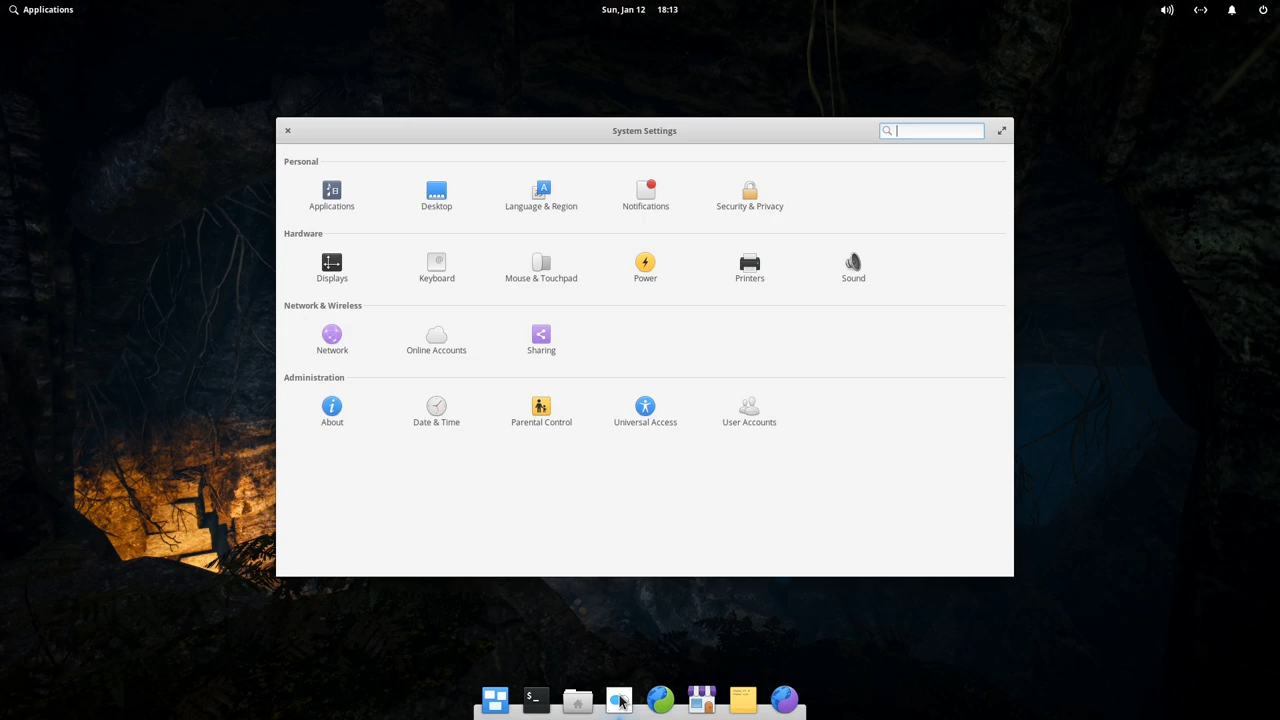 Applications Sun, Jan 12 18:13
System Settings
Personal
Applications Desktop Language & Region Notifications Security & Privacy
Hardware
Displays Keyboard Mouse & Touchpad Power Printers Sound
Network & Wireless
Network Online Accounts Sharing
Administration
About Date & Time Parental Control Universal Access User Accounts